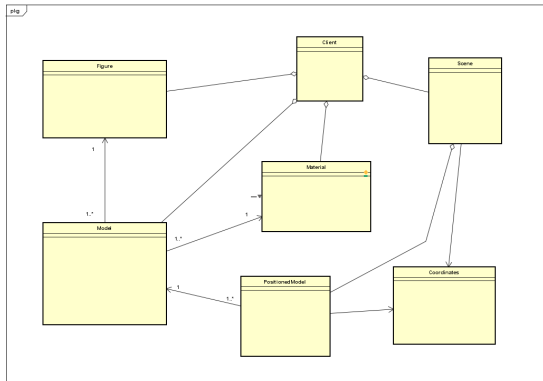 pkg
Client
Figure
Scene
1
Material
1..*
1
Model
1..*
1
1..*
PositionedModel
Coordinates